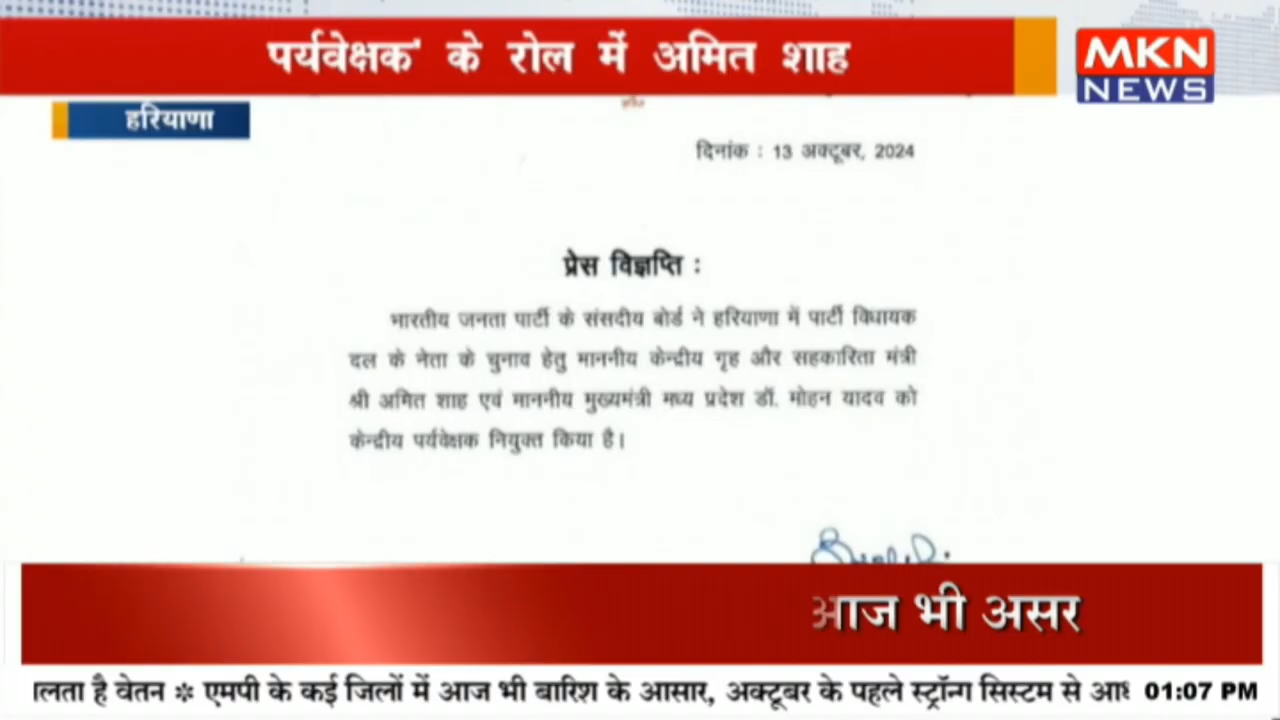 पर्यवेक्षक' के रोल में अमित शाह
MKN
NEWS
हरियाणा
दिनांक : 13 अक्टूबर, 2024
प्रेस विज्ञप्ति :
भारतीय जनता पार्टी के संसदीय बोर्ड ने हरियाणा में पार्टी विधायक
दल के नेता के चुनाव हेतु माननीय केन्द्रीय गृह और सहकारिता मंत्री
श्री अमित शाह एवं माननीय मुख्यमंत्री मध्य प्रदेश डॉ. मोहन यादव को
केन्द्रीय पर्यवेक्षक नियुक्त किया है।
आज भी असर
लता है वेतन * एमपी के कई जिलों में आज भी बारिश के आसार, अक्टूबर के पहले स्ट्रॉन्ग सिस्टम से 01:07 PM